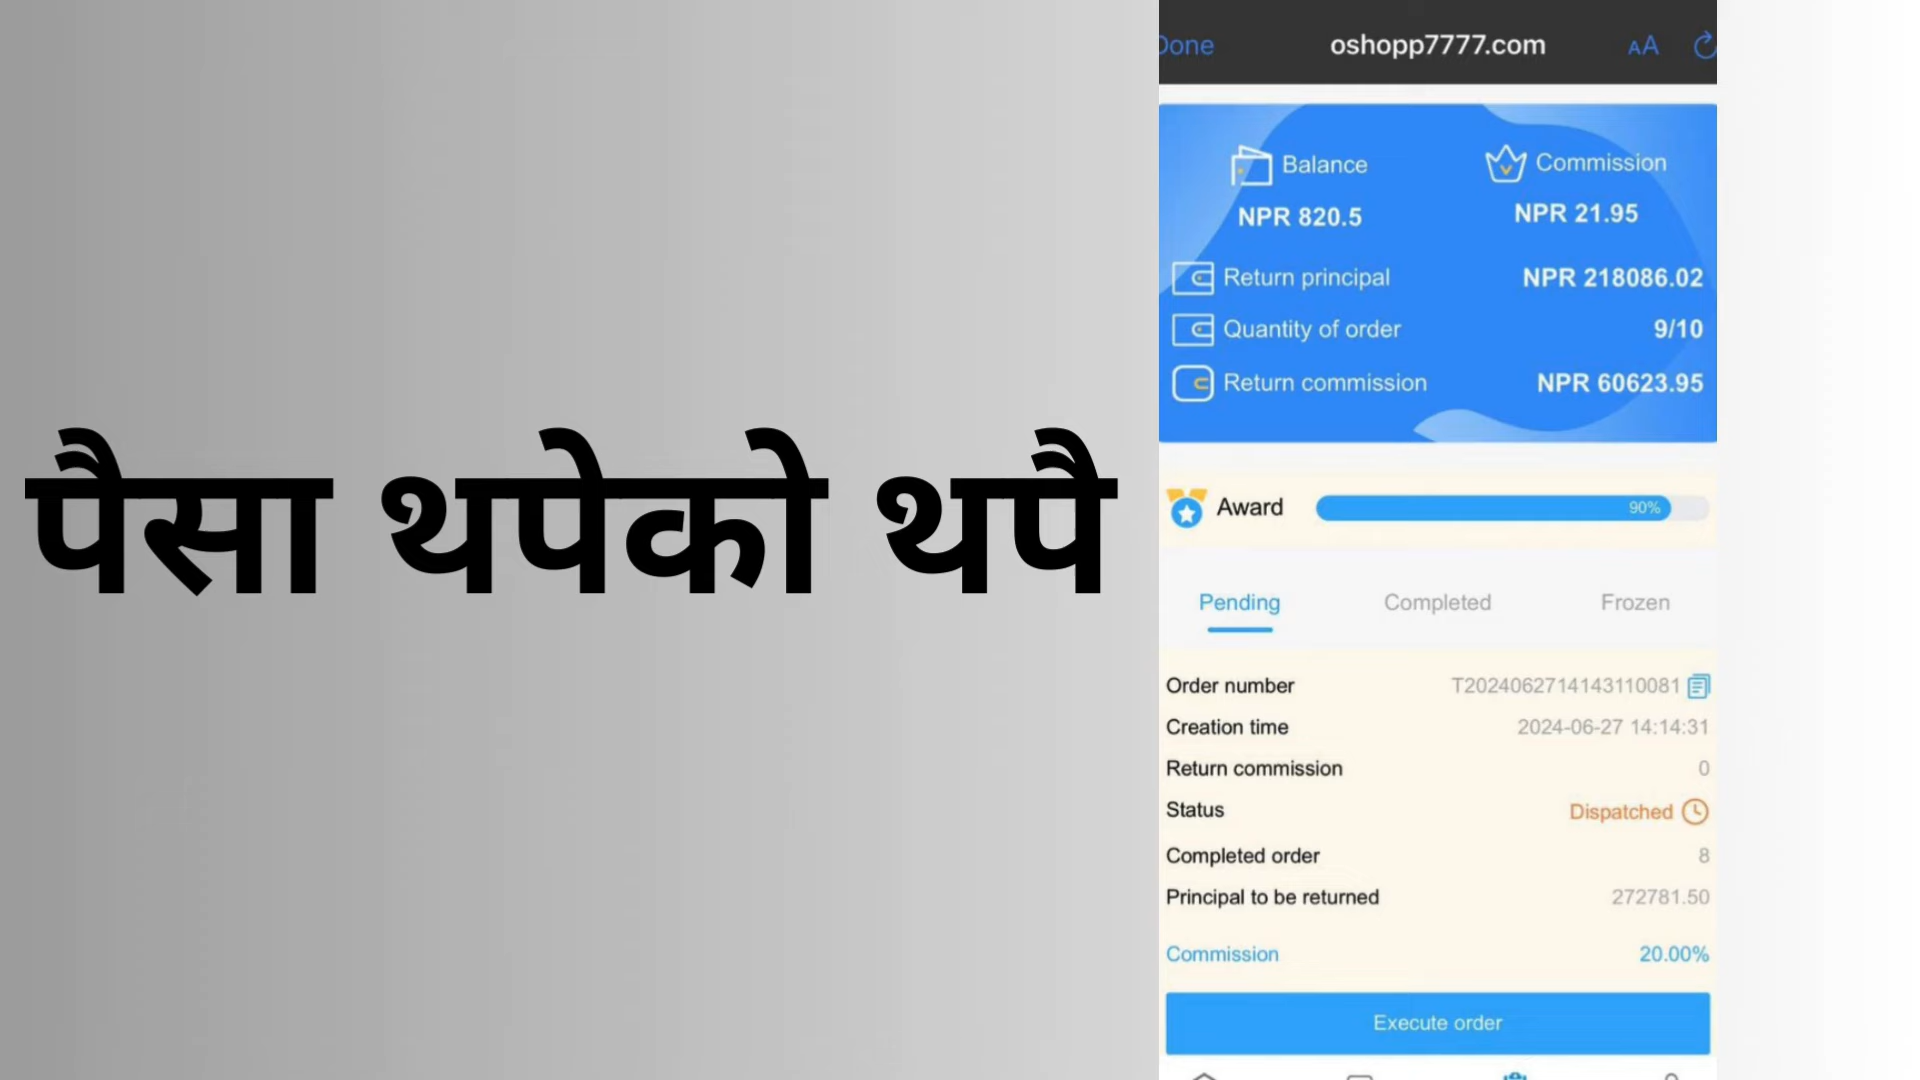 पैसा थपेको थपै
Done
oshopp7777.com
AA
Balance
Commission
NPR 820.5
NPR 21.95
Return principal
NPR 218086.02
Quantity of order
9/10
Return commission
NPR 60623.95
Award
90%
Pending
Completed
Frozen
Order number
T2024062714143110081
Creation time
2024-06-27 14:14:31
Return commission
0
Status
Dispatched
Completed order
8
Principal to be returned
272781.50
Commission
20.00%
Execute order